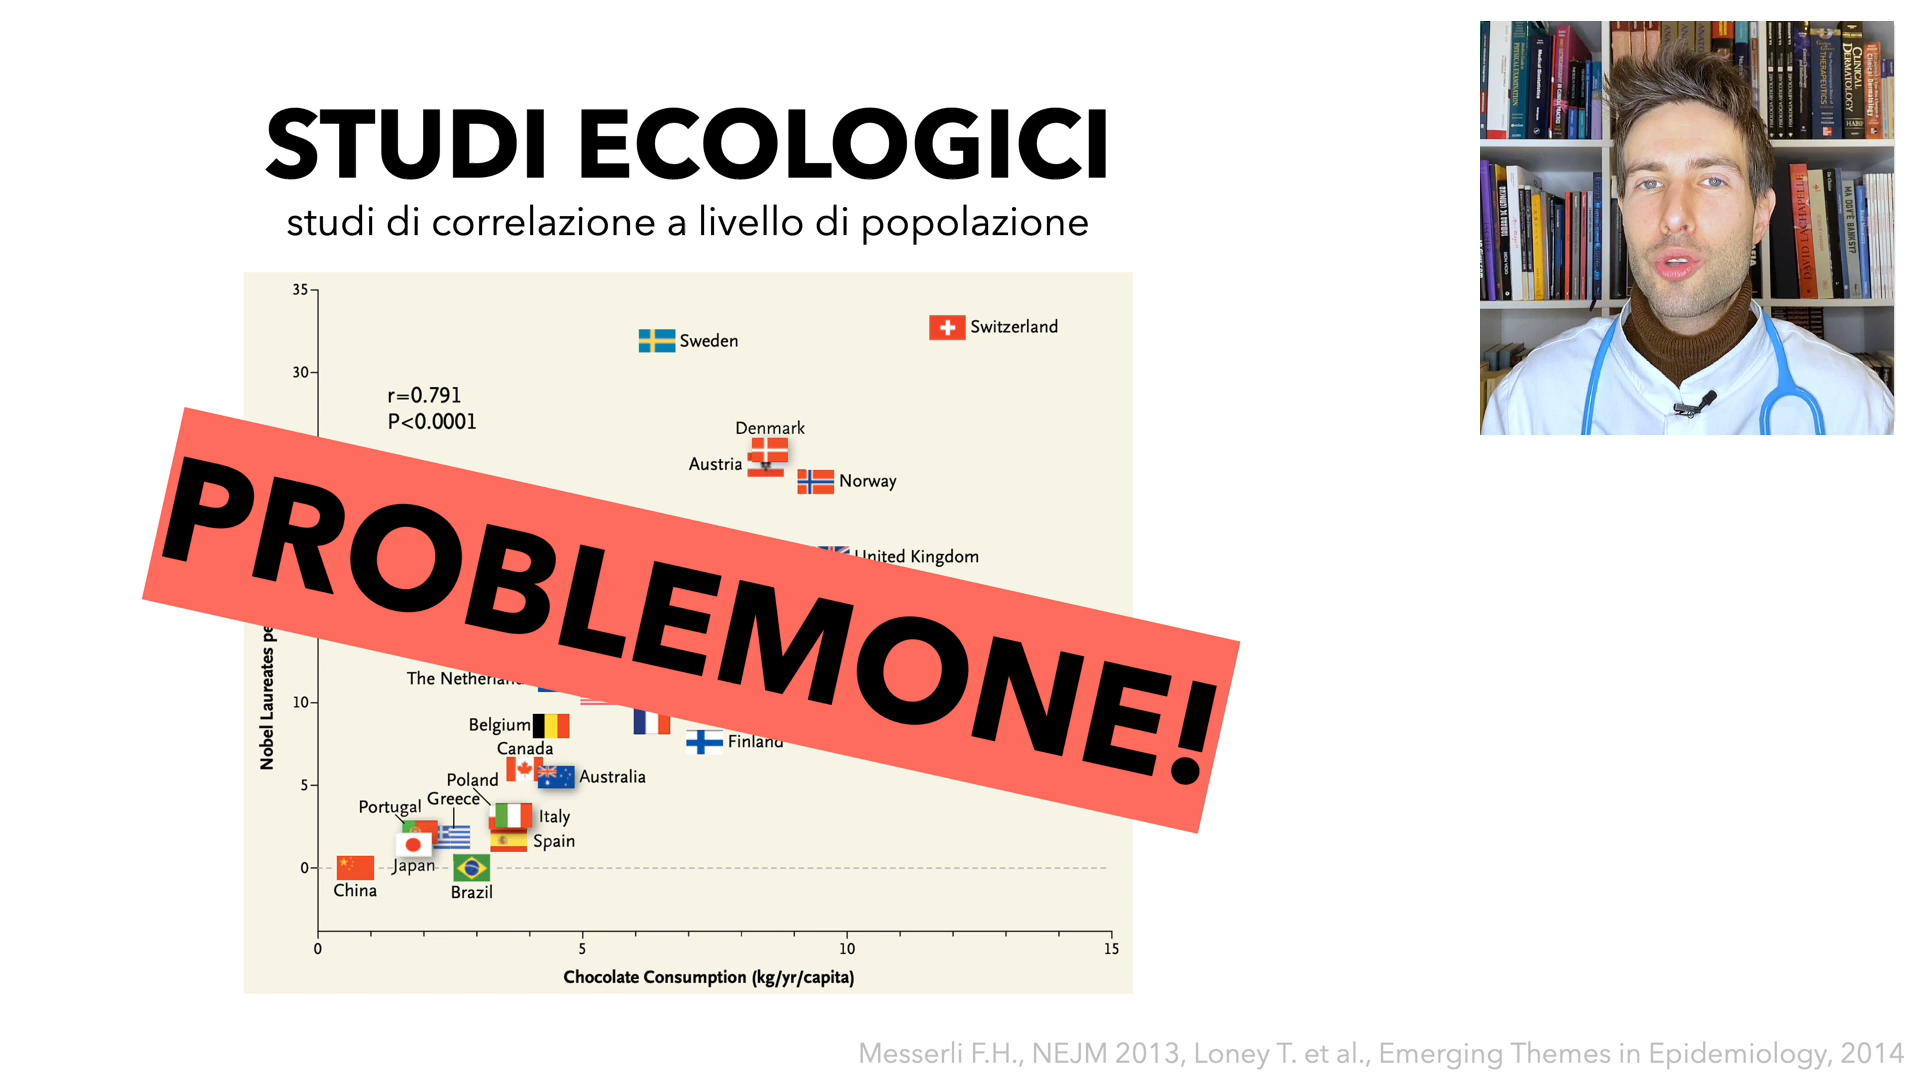 STUDI ECOLOGICI
studi di correlazione a livello di popolazione
35
Sweden
Switzerland
30
r=0.791
P<0.0001
Denmark
Austria
Norway
United Kingdom
PROBLEMONE!
Nobel Laureates
10
Belgium
Finland
Canada
Australia
5
Poland
Greece
Portugal
Italy
Spain
0
Japan
China
Brazil
0
5
10
15
Chocolate Consumption (kg/yr/capita)
Messerli F.H., NEJM 2013, Loney T. et al., Emerging Themes in Epidemiology, 2014
CLINICAL
DERMATOLOGY
THERAPEUTICS